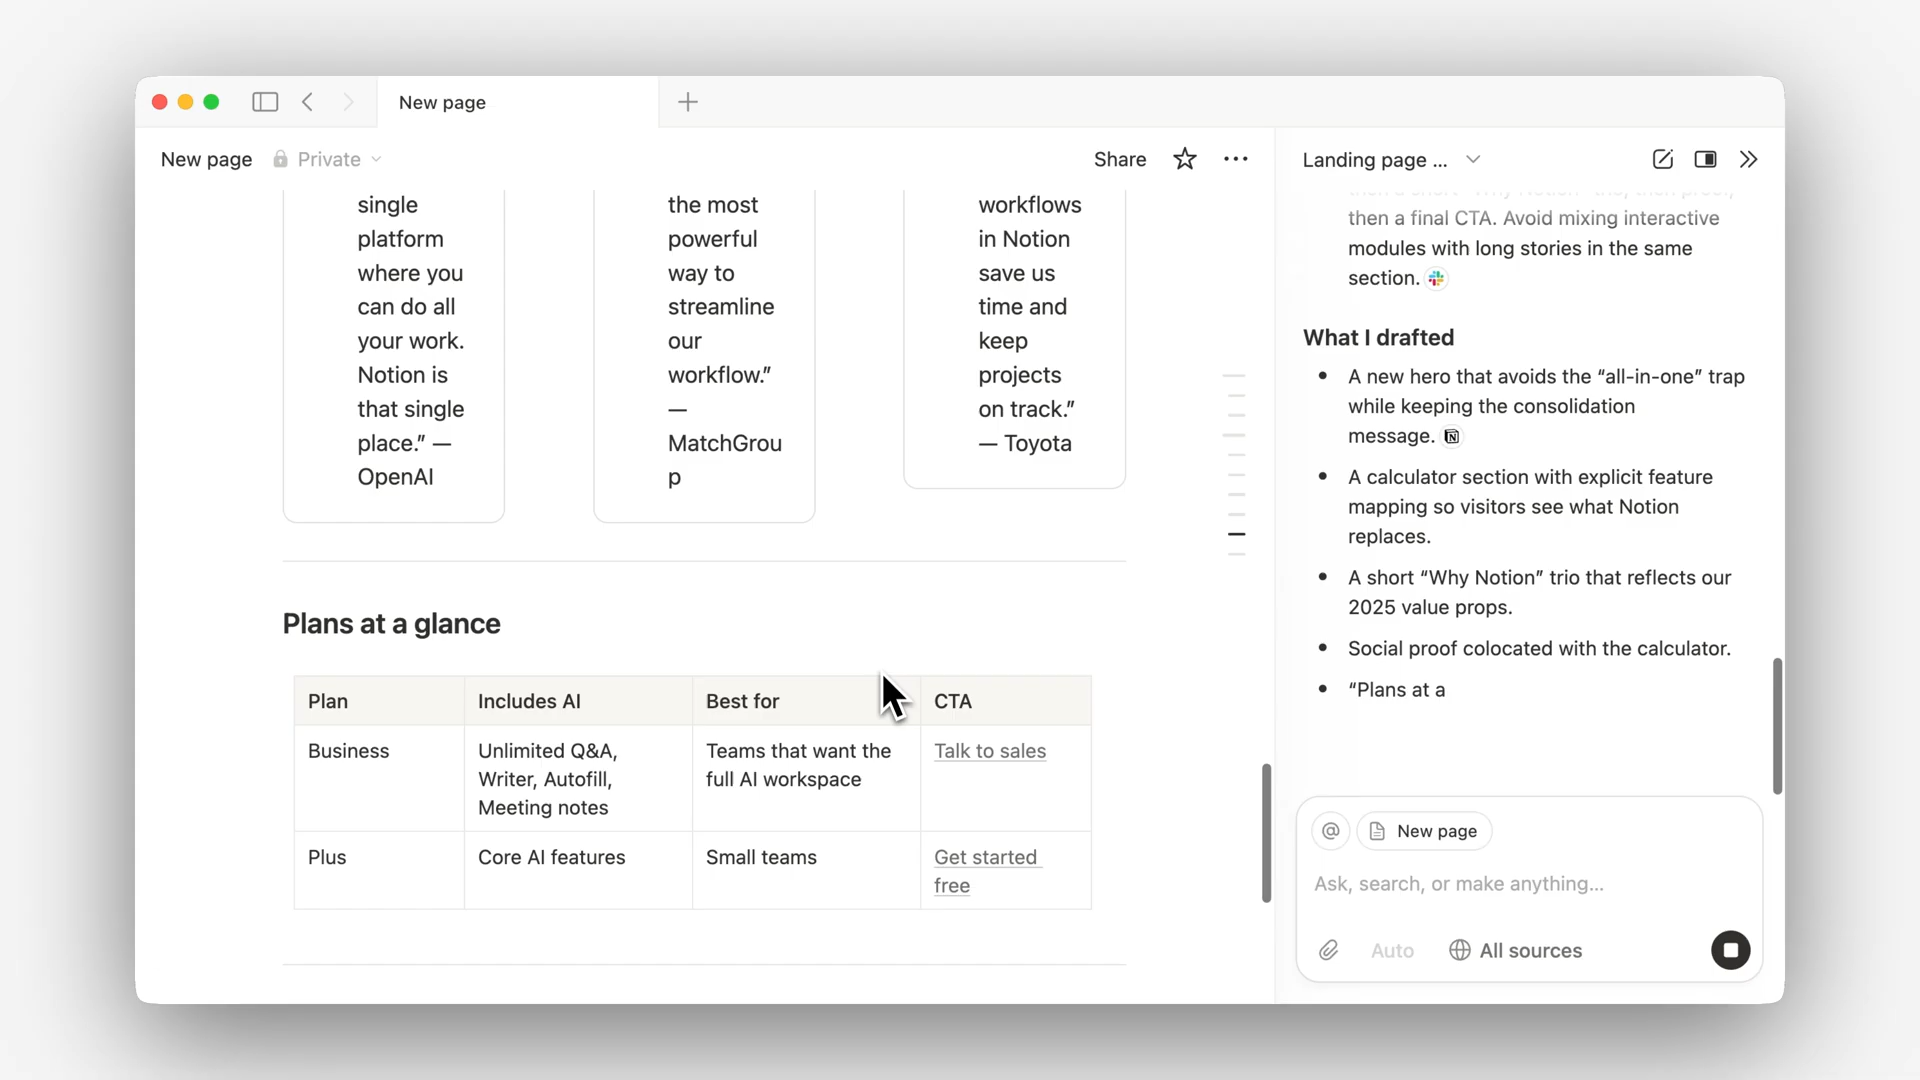 New page
New page
Private
Share
single
platform
where you
can do all
your work.
Notion is
that single
place.” —
OpenAI
the most
powerful
way to
streamline
our
workflow.”
—
MatchGrou
p
workflows
in Notion
save us
time and
keep
projects
on track.”
— Toyota
Plans at a glance
Plan Includes AI Best for CTA
Business Unlimited Q&A, Teams that want the Talk to sales
Writer, Autofill, full AI workspace
Meeting notes
Plus Core AI features Small teams Get started
free
Landing page ...
then a final CTA. Avoid mixing interactive
modules with long stories in the same
section.
What I drafted
• A new hero that avoids the “all-in-one” trap
while keeping the consolidation
message.
• A calculator section with explicit feature
mapping so visitors see what Notion
replaces.
• A short “Why Notion” trio that reflects our
2025 value props.
• Social proof colocated with the calculator.
• “Plans at a
@ New page
Ask, search, or make anything...
Auto All sources